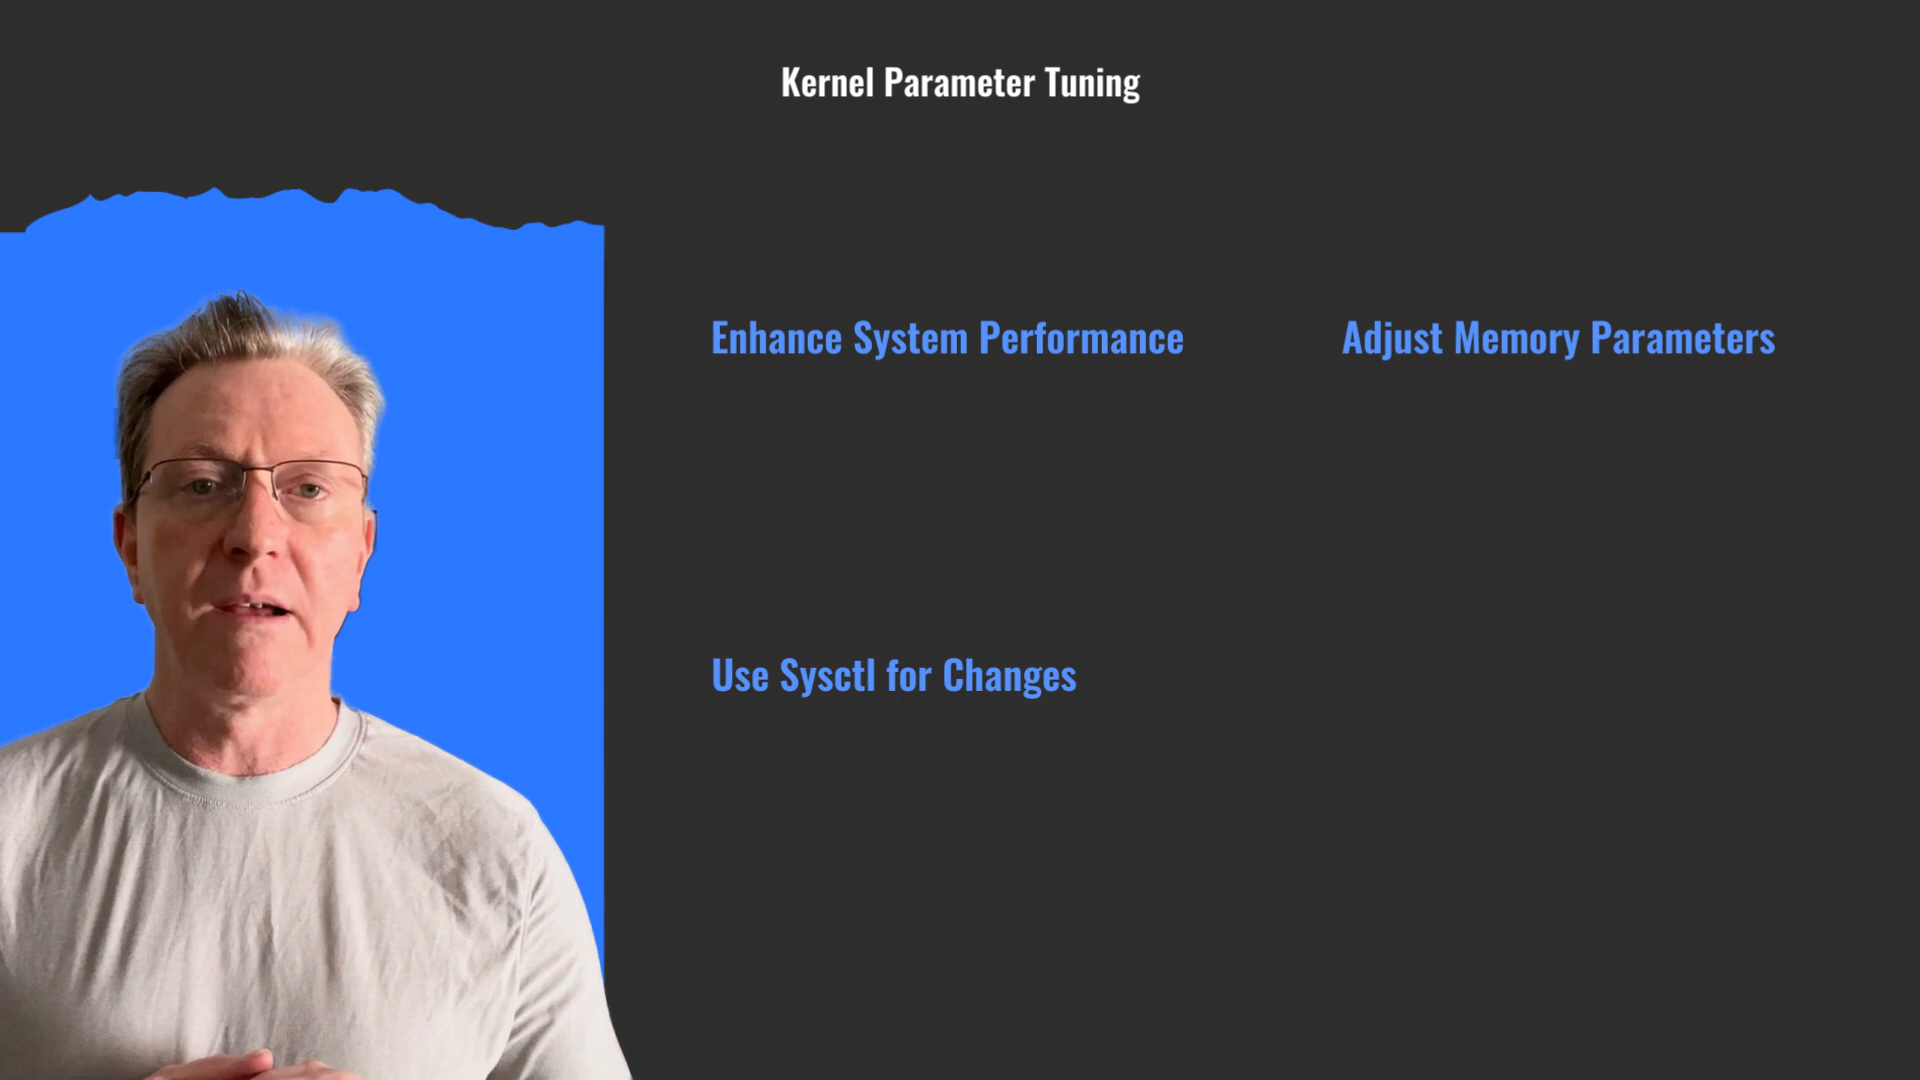 Kernel Parameter Tuning
Enhance System Performance
Adjust Memory Parameters
Use Sysctl for Changes